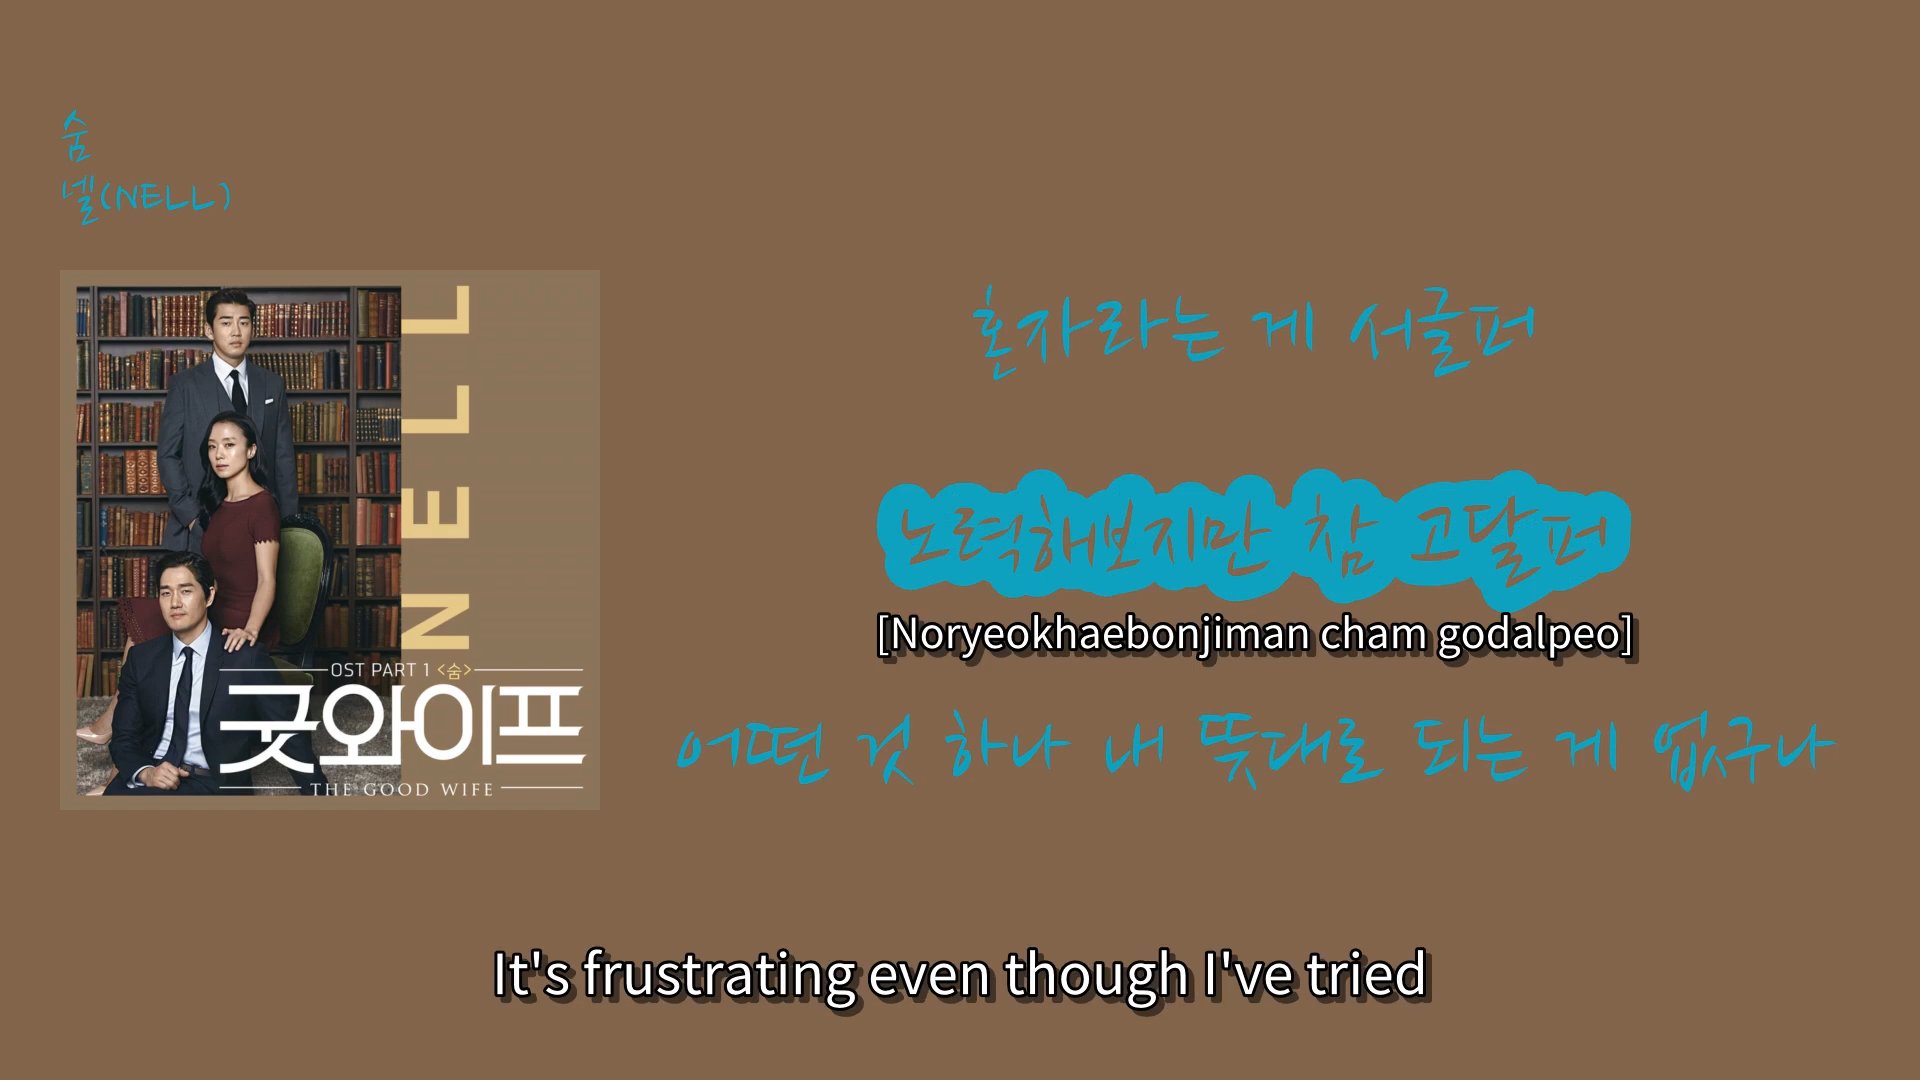 숨
넬(NELL)
NELL
OST PART 1 <숨>
굿와이프
THE GOOD WIFE
혼자라는 게 서글퍼
노력해보지만 참 고달퍼
[Noryeokhaebonjiman cham godalpeo]
어떤 것 하나 내 뜻대로 되는 게 없구나
It's frustrating even though I've tried